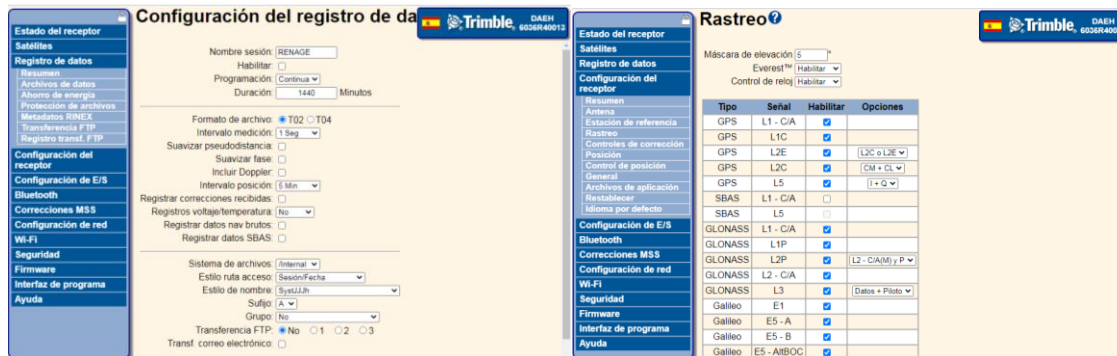 Configuración del registro de da
Trimble.
DAEH
6036R40013
Estado del receptor
Satélites
Registro de datos
Resumen
Archivos de datos
Ahorro de energía
Protección de archivos
Metadatos RINEX
Transferencia FTP
Registro transf. FTP
Configuración del
receptor
Configuración de E/S
Bluetooth
Correcciones MSS
Configuración de red
Wi-Fi
Seguridad
Firmware
Interfaz de programa
Ayuda
Nombre sesión: RENAGE
Habilitar:
Programación: Continua
Duración: 1440 Minutos
Formato de archivo: T02 T04
Intervalo medición: 1 Seg
Suavizar pseudodistancia:
Suavizar fase:
Incluir Doppler:
Intervalo posición: 5 Min
Registrar correcciones recibidas:
Registros voltaje/temperatura: No
Registrar datos nav brutos:
Registrar datos SBAS:
Sistema de archivos: /Internal
Estilo ruta acceso: Sesión/Fecha
Estilo de nombre: SystJJJh
Sufijo: A
Grupo: No
Transferencia FTP: No 1 2 3
Transf. correo electrónico:
Rastreo?
Trimble.
DAEH
6036R400
Estado del receptor
Satélites
Registro de datos
Configuración del
receptor
Resumen
Antena
Estación de referencia
Rastreo
Controles de corrección
Posición
Control de posición
General
Archivos de aplicación
Restablecer
Idioma por defecto
Configuración de E/S
Bluetooth
Correcciones MSS
Configuración de red
Wi-Fi
Seguridad
Firmware
Interfaz de programa
Ayuda
Máscara de elevación 5 °
Everest™ Habilitar
Control de reloj Habilitar
Tipo Señal Habilitar Opciones
GPS L1 - C/A
GPS L1C
GPS L2E L2C o L2E
GPS L2C CM + CL
GPS L5 I + Q
SBAS L1 - C/A
SBAS L5
GLONASS L1 - C/A
GLONASS L1P
GLONASS L2P L2 - C/A(M) y P
GLONASS L2 - C/A
GLONASS L3 Datos + Piloto
Galileo E1
Galileo E5 - A
Galileo E5 - B
Galileo E5 - AltBOC